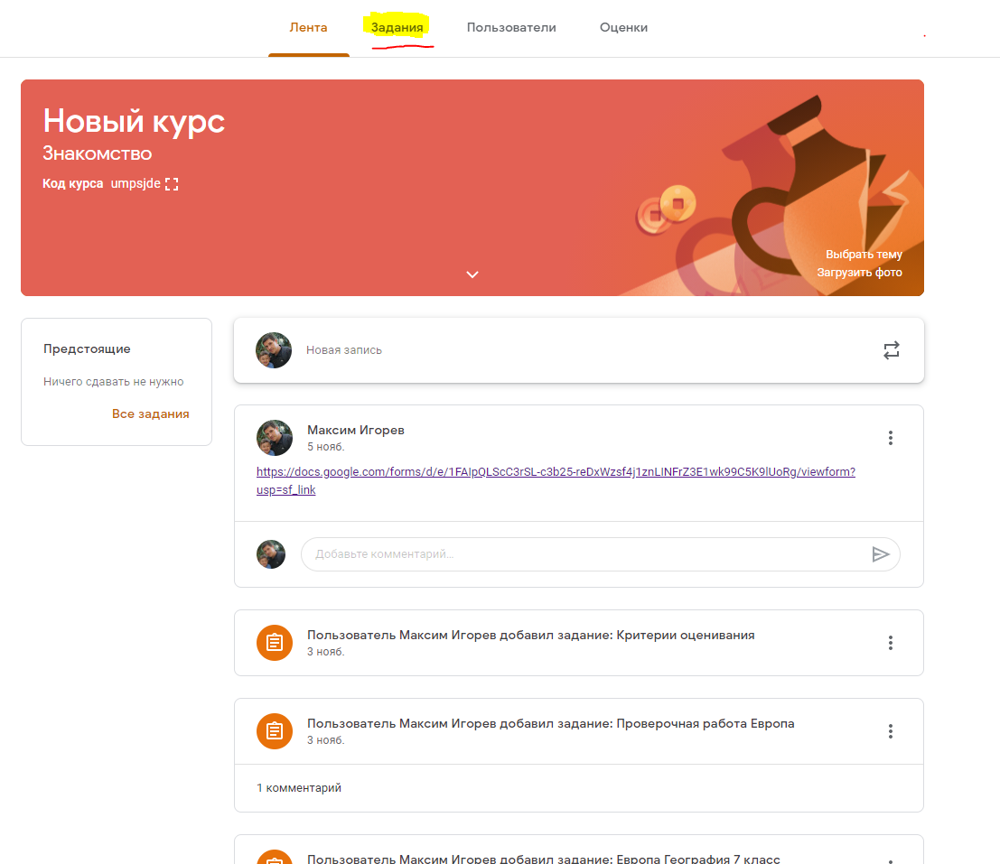 Лента Задания Пользователи Оценки
Новый курс
Знакомство
Код курса umpsjde
Выбрать тему
Загрузить фото
Предстоящие
Ничего сдавать не нужно
Все задания
Новая запись
Максим Игорев
5 нояб.
https://docs.google.com/forms/d/e/1FAIpQLScC3rSL-c3b25-reDxWzsf4j1znLINFrZ3E1wk99C5K9lUoRg/viewform?
usp=sf_link
Добавьте комментарий...
Пользователь Максим Игорев добавил задание: Критерии оценивания
3 нояб.
Пользователь Максим Игорев добавил задание: Проверочная работа Европа
3 нояб.
1 комментарий
Пользователь Максим Игорев добавил задание: Европа География 7 класс